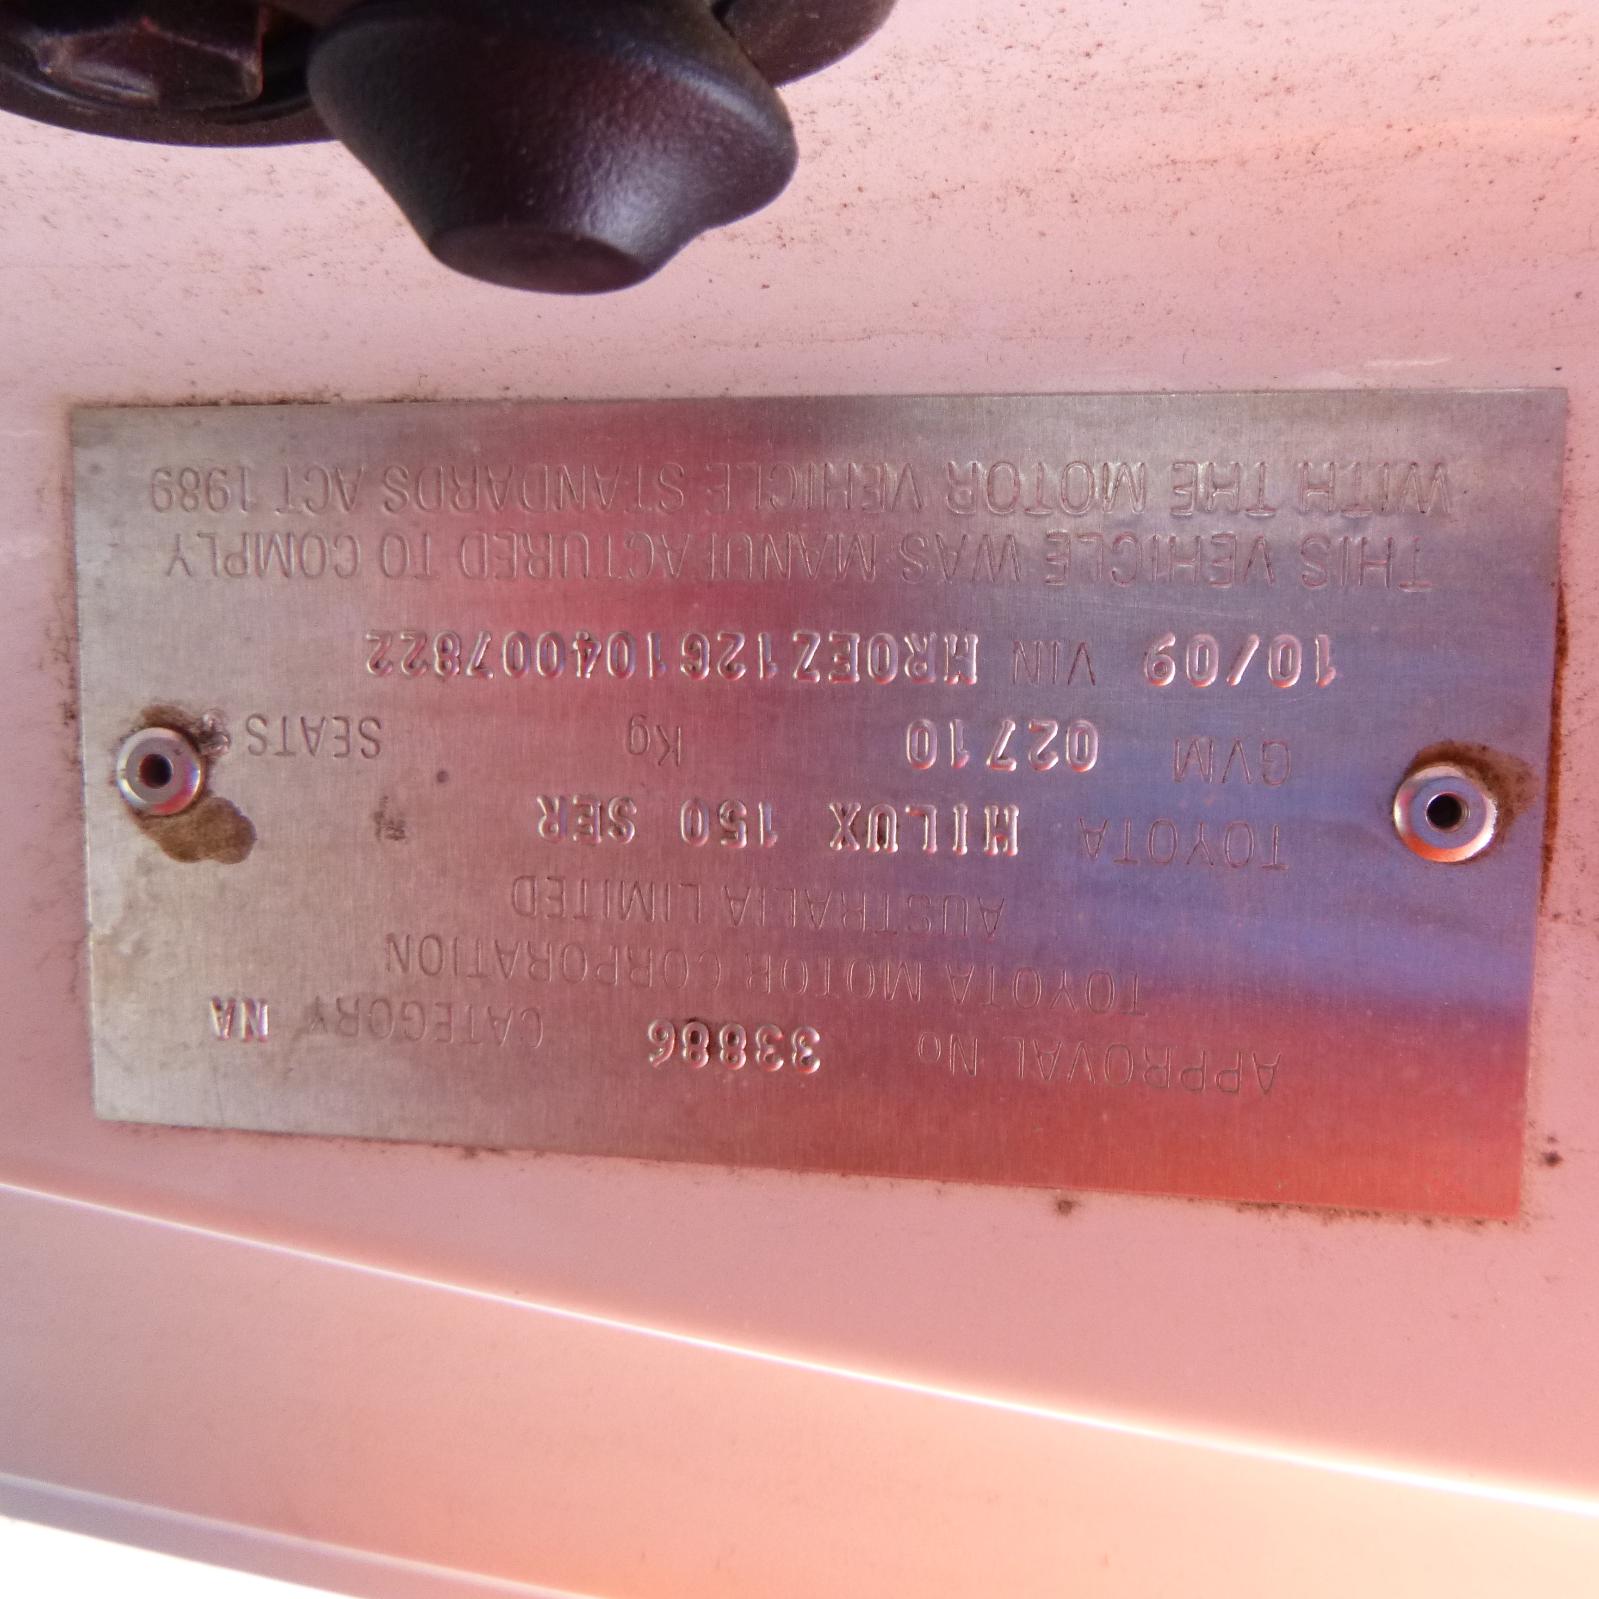 APPROVAL No 33886 CATEGORY NA
TOYOTA MOTOR CORPORATION
AUSTRALIA LIMITED
TOYOTA HILUX 150 SER
GVM 02710 Kg SEATS
10/09 VIN MR0EZ12G104007822
THIS VEHICLE WAS MANUFACTURED TO COMPLY
WITH THE MOTOR VEHICLE STANDARDS ACT 1989